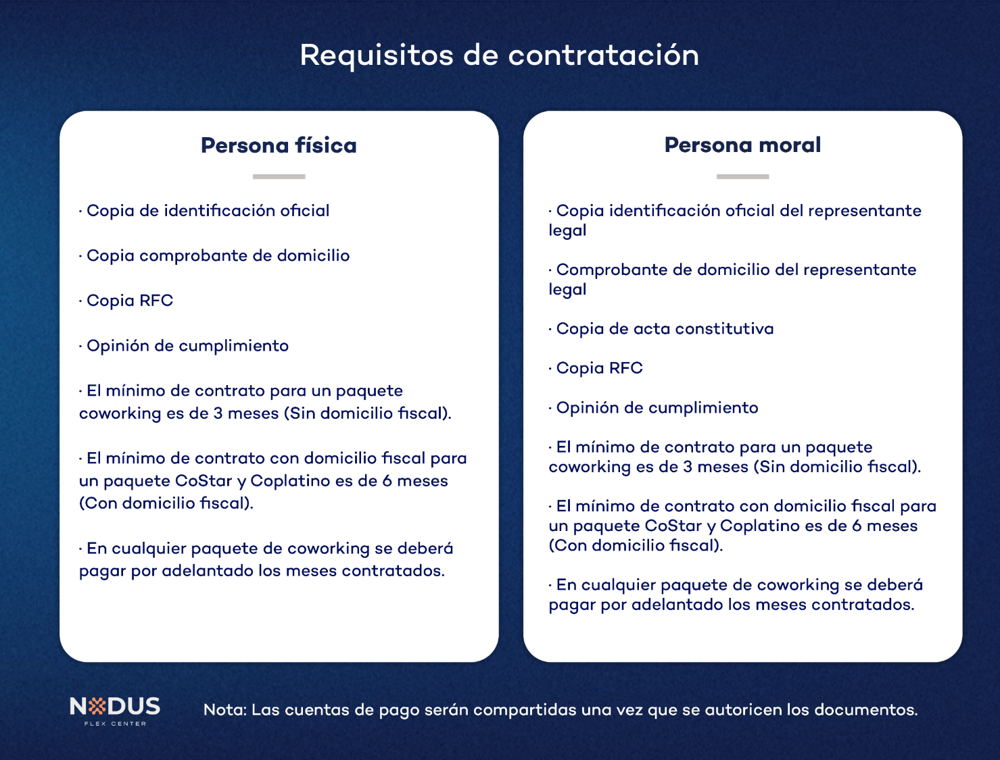 Requisitos de contratación
Persona física
· Copia de identificación oficial
· Copia comprobante de domicilio
· Copia RFC
· Opinión de cumplimiento
· El mínimo de contrato para un paquete
coworking es de 3 meses (Sin domicilio fiscal).
· El mínimo de contrato con domicilio fiscal para
un paquete CoStar y Coplatino es de 6 meses
(Con domicilio fiscal).
· En cualquier paquete de coworking se deberá
pagar por adelantado los meses contratados.
Persona moral
· Copia identificación oficial del representante
legal
· Comprobante de domicilio del representante
legal
· Copia de acta constitutiva
· Copia RFC
· Opinión de cumplimiento
· El mínimo de contrato para un paquete
coworking es de 3 meses (Sin domicilio fiscal).
· El mínimo de contrato con domicilio fiscal para
un paquete CoStar y Coplatino es de 6 meses
(Con domicilio fiscal).
· En cualquier paquete de coworking se deberá
pagar por adelantado los meses contratados.
NODUS
FLEX CENTER
Nota: Las cuentas de pago serán compartidas una vez que se autoricen los documentos.